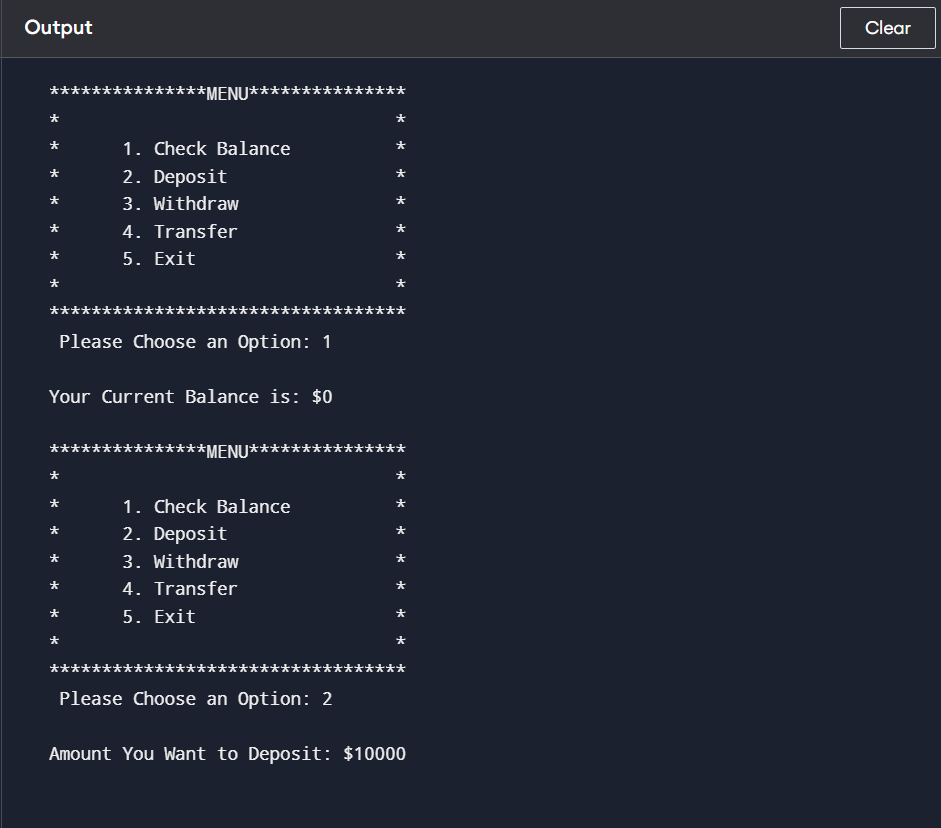 Output
Clear
***************MENU***************
*                                *
*      1. Check Balance          *
*      2. Deposit                *
*      3. Withdraw               *
*      4. Transfer               *
*      5. Exit                   *
*                                *
**********************************
 Please Choose an Option: 1

Your Current Balance is: $0

***************MENU***************
*                                *
*      1. Check Balance          *
*      2. Deposit                *
*      3. Withdraw               *
*      4. Transfer               *
*      5. Exit                   *
*                                *
**********************************
 Please Choose an Option: 2

Amount You Want to Deposit: $10000